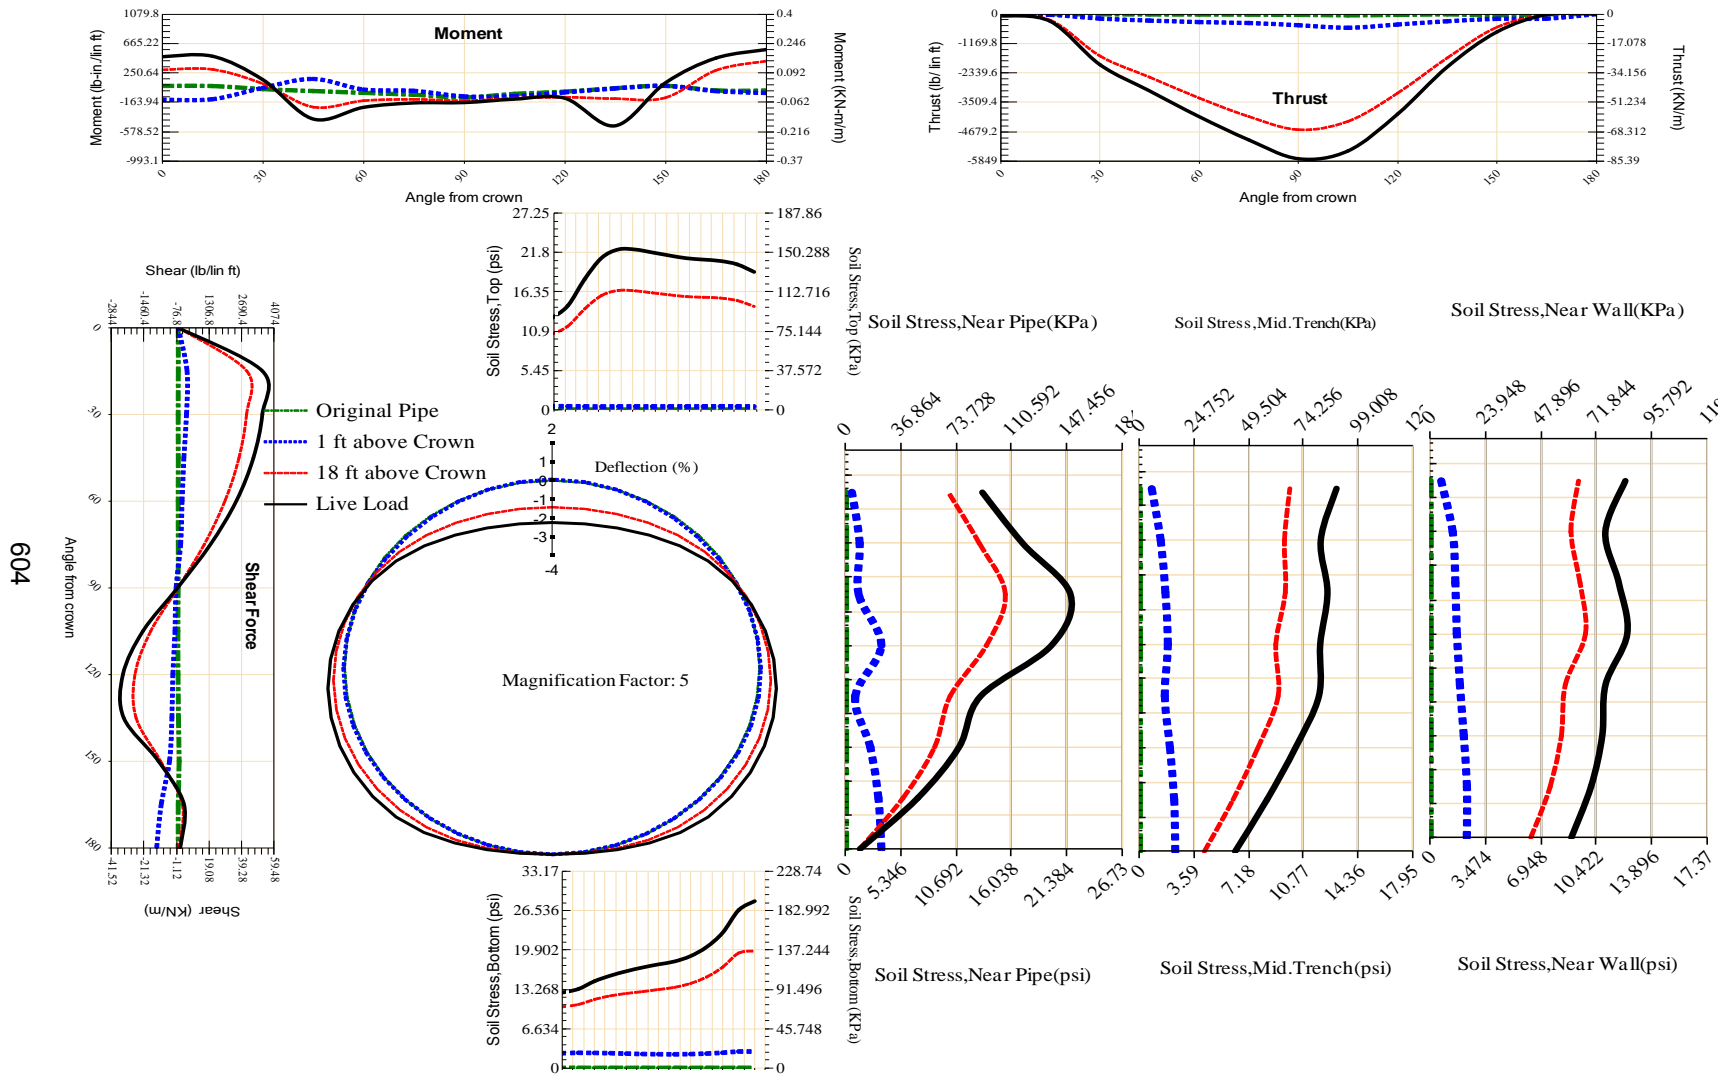 1079.8
665.22
250.64
-163.94
-578.52
-993.1
Moment (lb-in./lin ft)
Moment
0.4
0.246
0.092
-0.062
-0.216
-0.37
Moment (KN-m/m)
0 30 60 90 120 150 180
Angle from crown
0
-1169.8
-2339.6
-3509.4
-4679.2
-5849
Thrust (lb/ lin ft)
Thrust
0
-17.078
-34.156
-51.234
-68.312
-85.39
Thrust (KN/m)
0 30 60 90 120 150 180
Angle from crown
27.25
21.8
16.35
10.9
5.45
0
Soil Stress,Top (psi)
187.86
150.288
112.716
75.144
37.572
0
Soil Stress,Top (KPa)
Shear (lb/lin ft)
-2844 -1460.4 -76.8 1306.8 2690.4 4074
0
30
60
90
120
150
180
Angle from crown
Shear Force
-41.52 -21.32 -1.12 19.08 39.28 59.48
Shear (KN/m)
604
Original Pipe
1 ft above Crown
18 ft above Crown
Live Load
2
1
0
-1
-2
-3
-4
Deflection (%)
Magnification Factor: 5
33.17
26.536
19.902
13.268
6.634
0
Soil Stress,Bottom (psi)
228.74
182.992
137.244
91.496
45.748
0
Soil Stress,Bottom (KPa)
Soil Stress,Near Pipe(KPa)
0 36.864 73.728 110.592 147.456
0 5.346 10.692 16.038 21.384 26.73
Soil Stress,Near Pipe(psi)
Soil Stress,Mid.Trench(KPa)
0 24.752 49.504 74.256 99.008
0 3.59 7.18 10.77 14.36 17.95
Soil Stress,Mid.Trench(psi)
Soil Stress,Near Wall(KPa)
0 23.948 47.896 71.844 95.792
0 3.474 6.948 10.422 13.896 17.37
Soil Stress,Near Wall(psi)